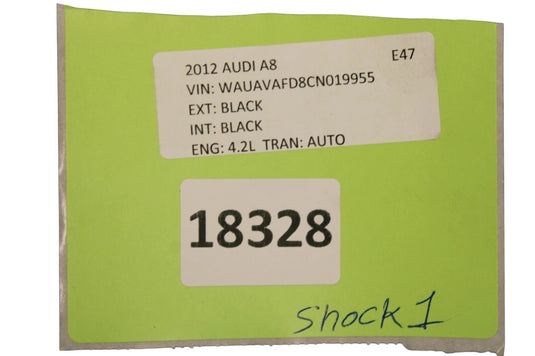 2012 AUDI A8 E47
VIN: WAUAVAFD8CN019955
EXT: BLACK
INT: BLACK
ENG: 4.2L TRAN: AUTO
18328
Shock 1